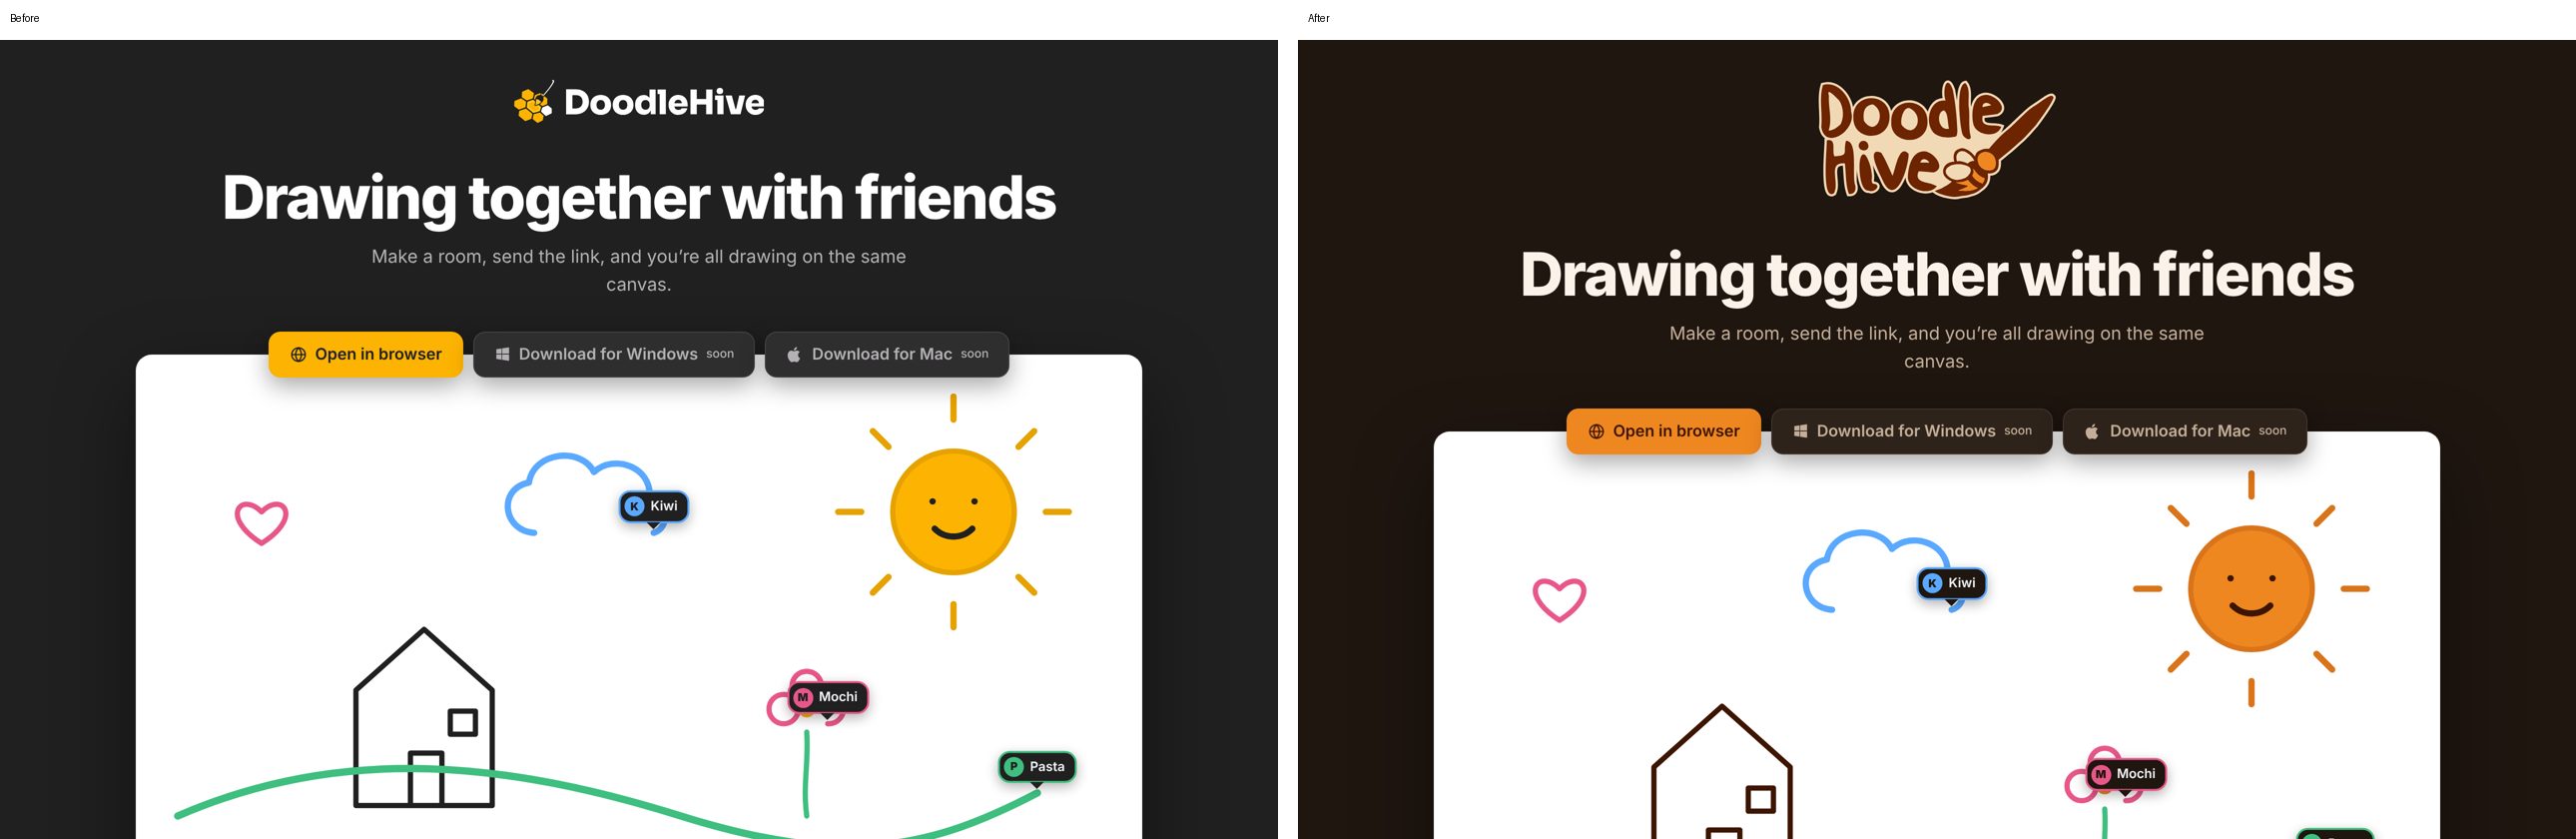 Before
DoodleHive
Drawing together with friends
Make a room, send the link, and you’re all drawing on the same
canvas.
Open in browser
Download for Windows soon
Download for Mac soon
K Kiwi
M Mochi
P Pasta
After
Doodle
Hive
Drawing together with friends
Make a room, send the link, and you’re all drawing on the same
canvas.
Open in browser
Download for Windows soon
Download for Mac soon
K Kiwi
M Mochi